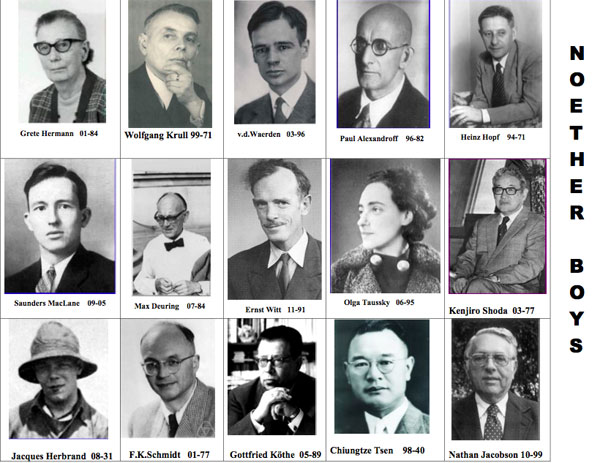 Grete Hermann 01-84
Wolfgang Krull 99-71
v.d.Waerden 03-96
Paul Alexandroff 96-82
Heinz Hopf 94-71
Saunders MacLane 09-05
Max Deuring 07-84
Ernst Witt 11-91
Olga Taussky 06-95
Kenjiro Shoda 03-77
Jacques Herbrand 08-31
F.K.Schmidt 01-77
Gottfried Köthe 05-89
Chiungtze Tsen 98-40
Nathan Jacobson 10-99
NOETHER BOYS